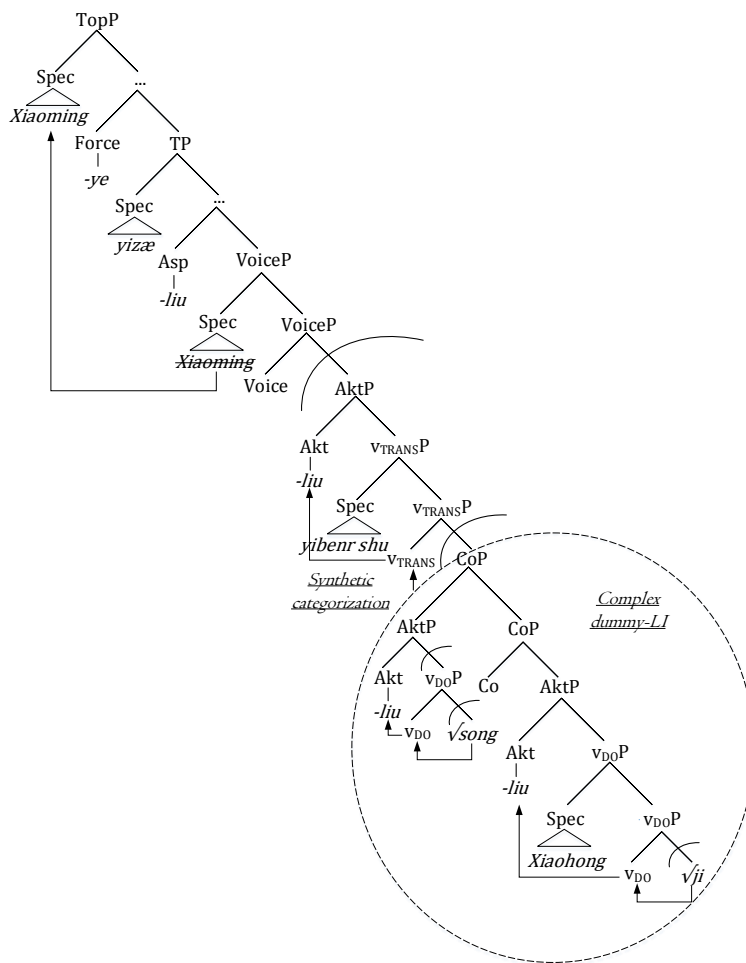 TopP
Spec ...
Xiaoming
Force TP
-ye
Spec ...
yizæ
Asp VoiceP
-liu
Spec VoiceP
Xiaoming
Voice AktP
Akt vTRANSP
-liu
Spec vTRANSP
yibenr shu vTRANS CoP
Synthetic
categorization
Complex
dummy-LI
AktP CoP
Akt vDOP Co AktP
-liu
vDO √song
Akt vDOP
-liu
Spec vDOP
Xiaohong
vDO √ji